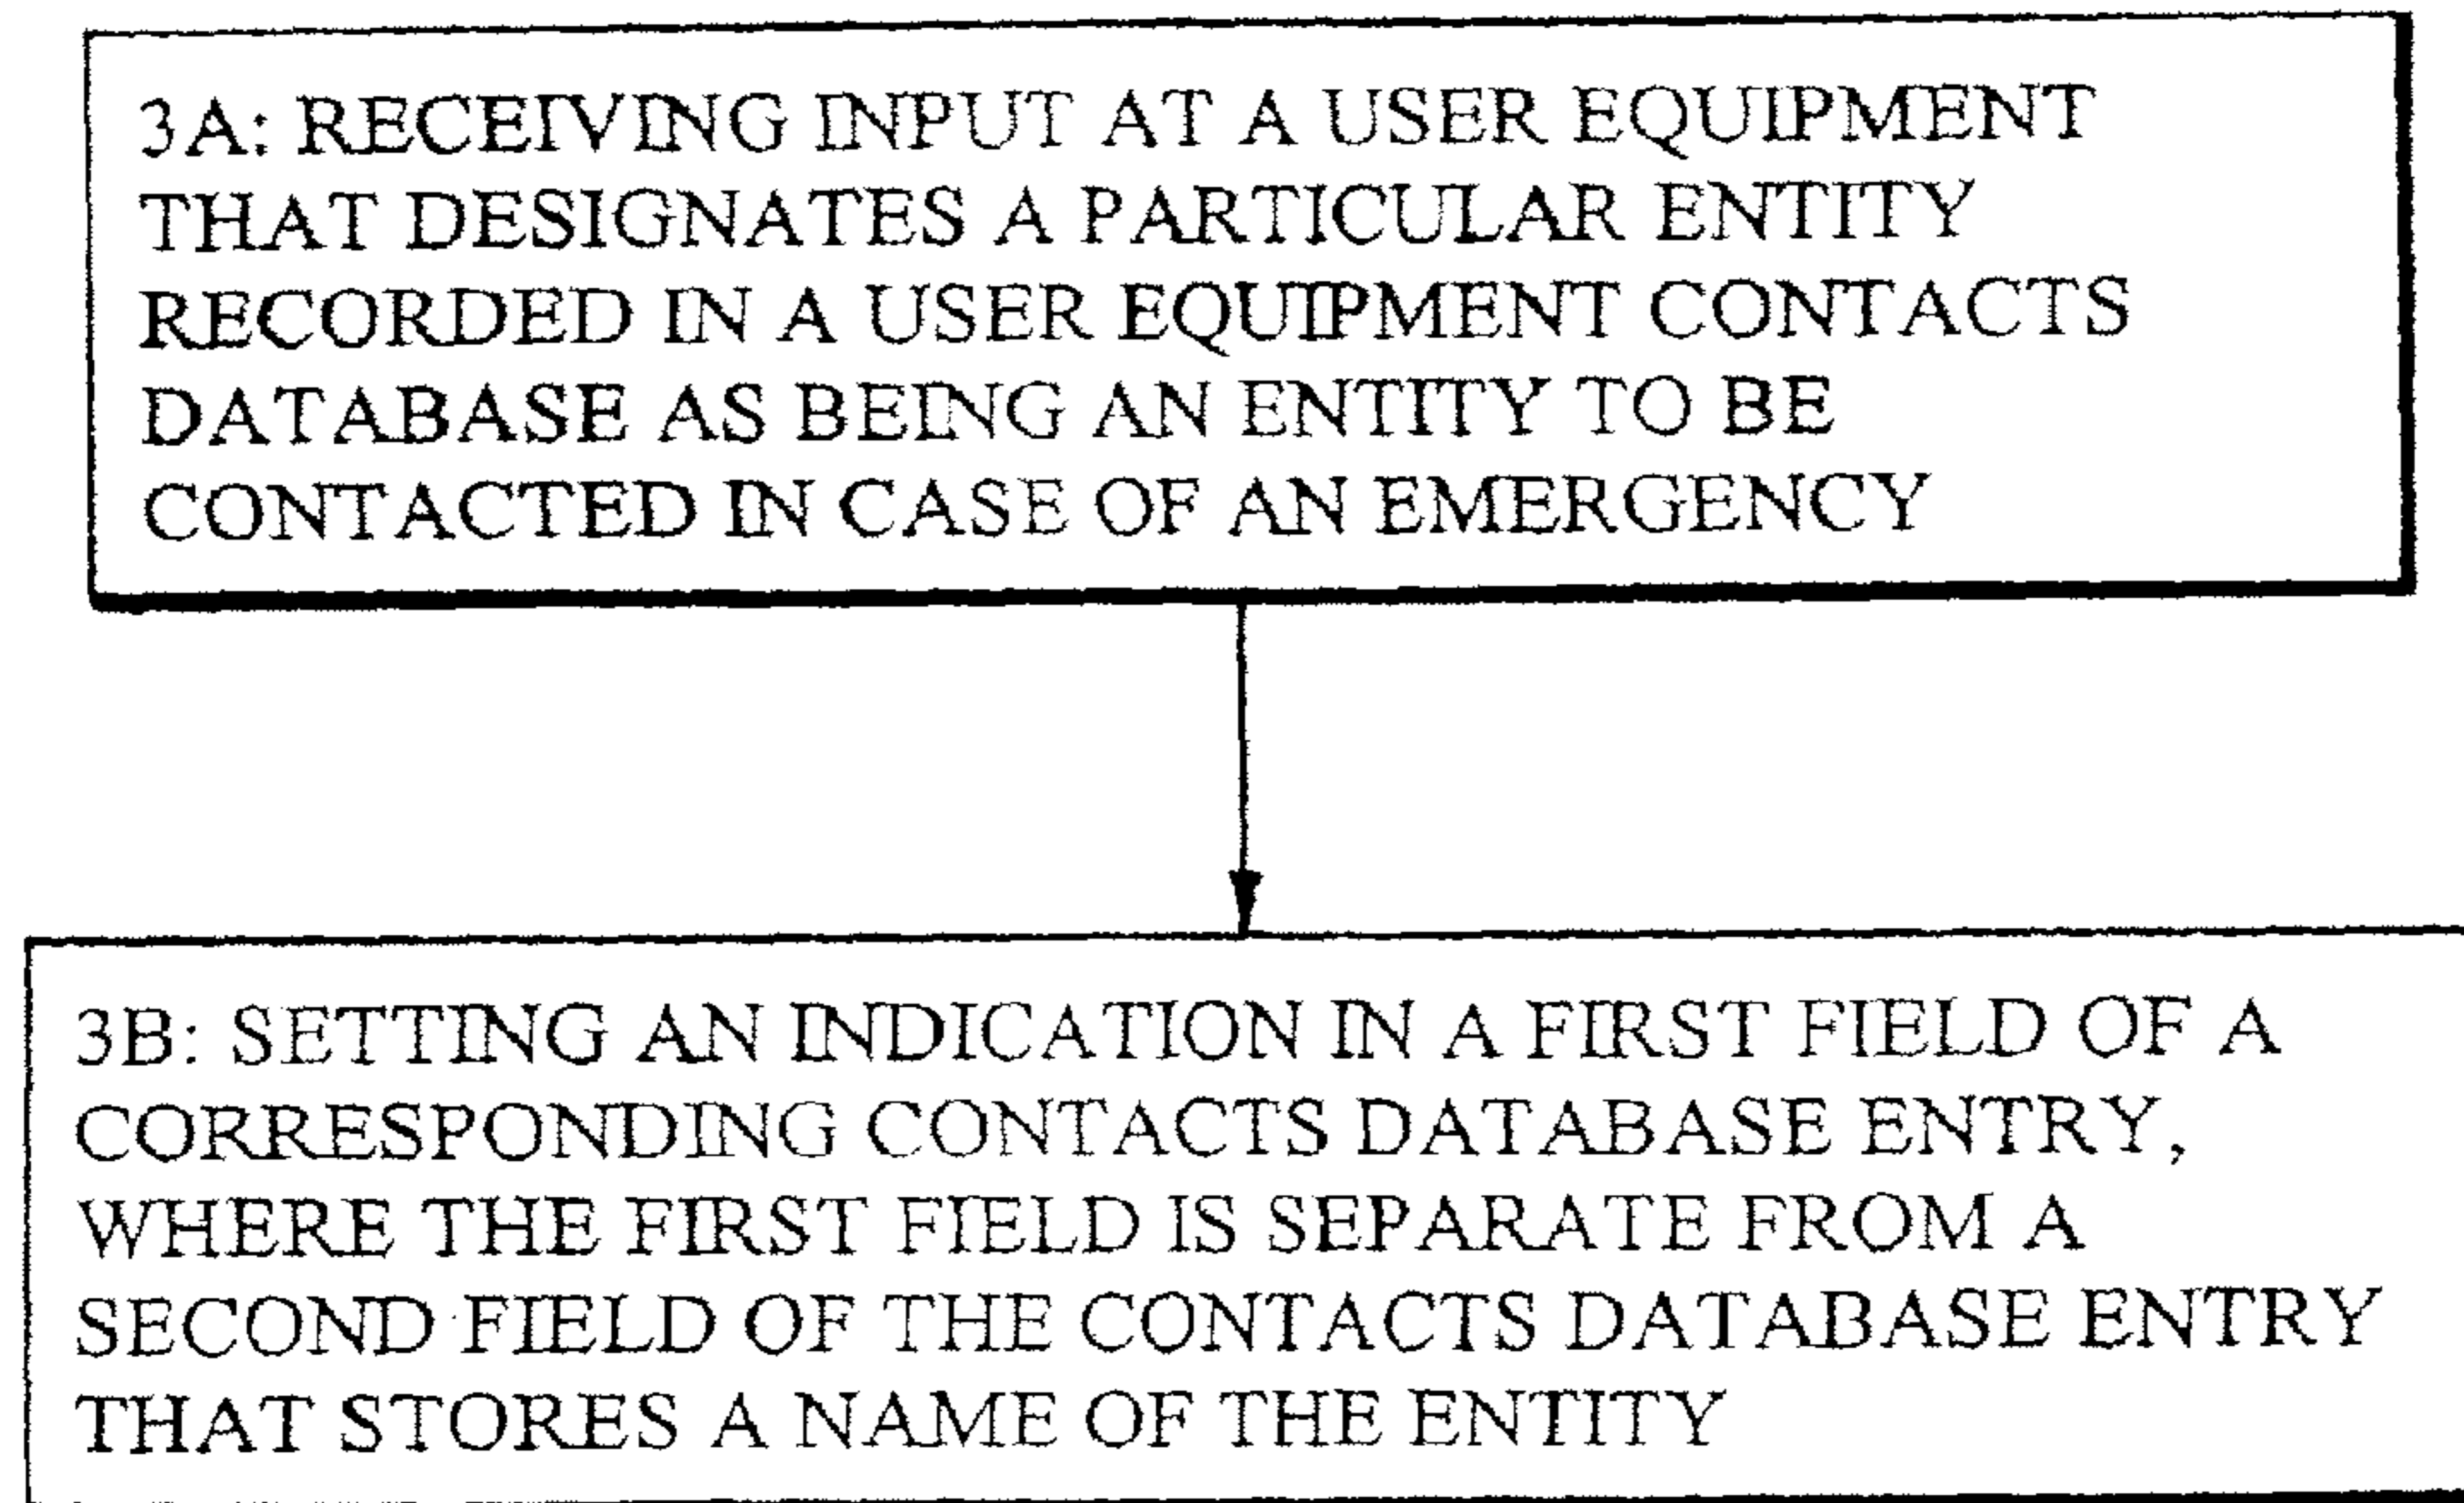 3A: RECEIVING INPUT AT A USER EQUIPMENT
THAT DESIGNATES A PARTICULAR ENTITY
RECORDED IN A USER EQUIPMENT CONTACTS
DATABASE AS BEING AN ENTITY TO BE
CONTACTED IN CASE OF AN EMERGENCY
3B: SETTING AN INDICATION IN A FIRST FIELD OF A
CORRESPONDING CONTACTS DATABASE ENTRY,
WHERE THE FIRST FIELD IS SEPARATE FROM A
SECOND FIELD OF THE CONTACTS DATABASE ENTRY
THAT STORES A NAME OF THE ENTITY